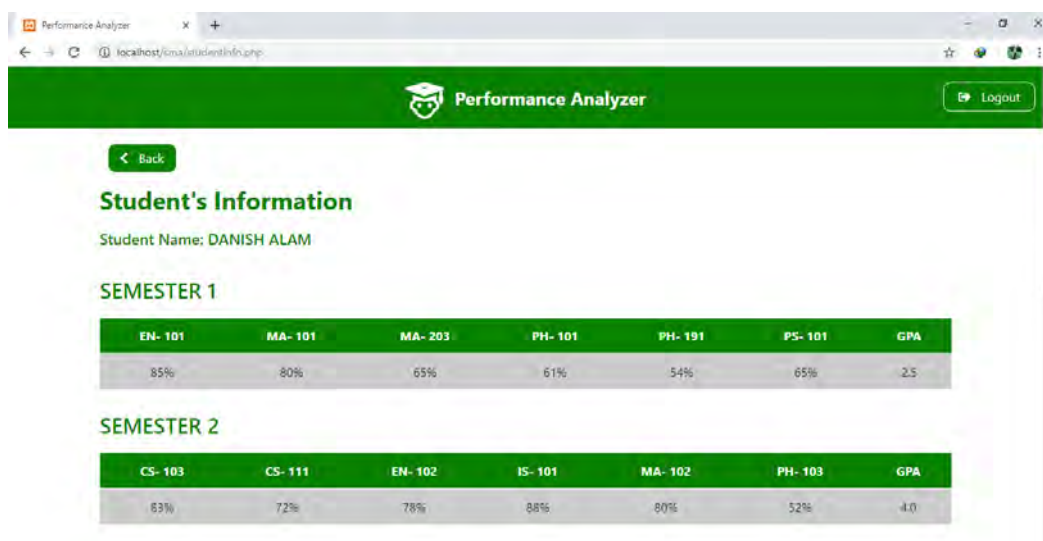 Performance Analyzer
localhost/sma/studentinfo.php
Performance Analyzer
Logout
Back
Student's Information
Student Name: DANISH ALAM
SEMESTER 1
EN- 101 MA- 101 MA- 203 PH- 101 PH- 191 PS- 101 GPA
85% 80% 65% 61% 54% 65% 2.5
SEMESTER 2
CS- 103 CS- 111 EN- 102 IS- 101 MA- 102 PH- 103 GPA
72% 78% 88% 80% 52% 4.0